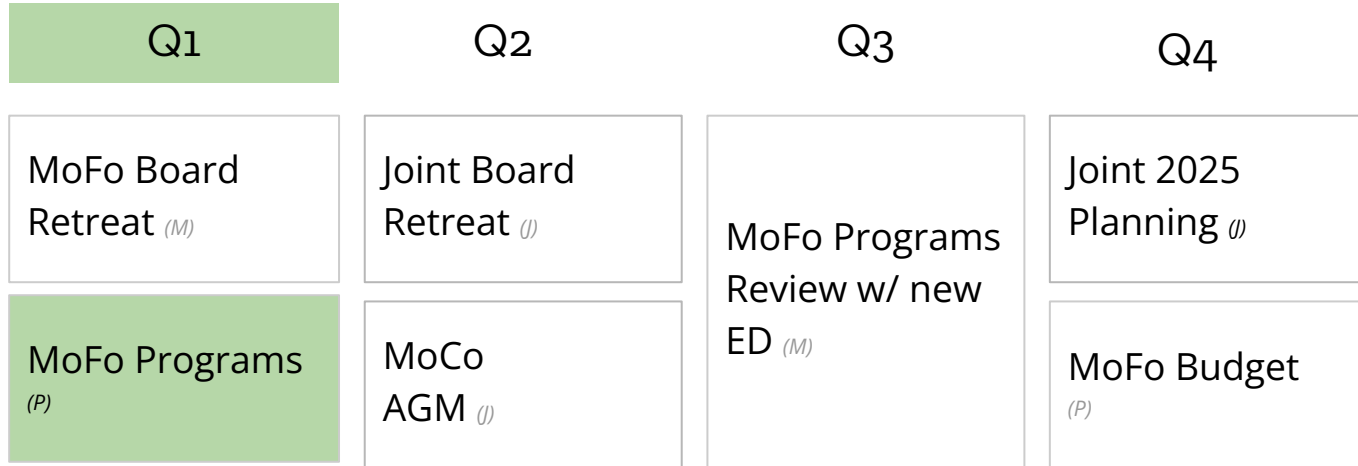 Q1
Q2
Q3
Q4
MoFo Board
Retreat (M)
Joint Board
Retreat (J)
MoFo Programs
Review w/ new
ED (M)
Joint 2025
Planning (J)
MoFo Programs
(P)
MoCo
AGM (J)
MoFo Budget
(P)